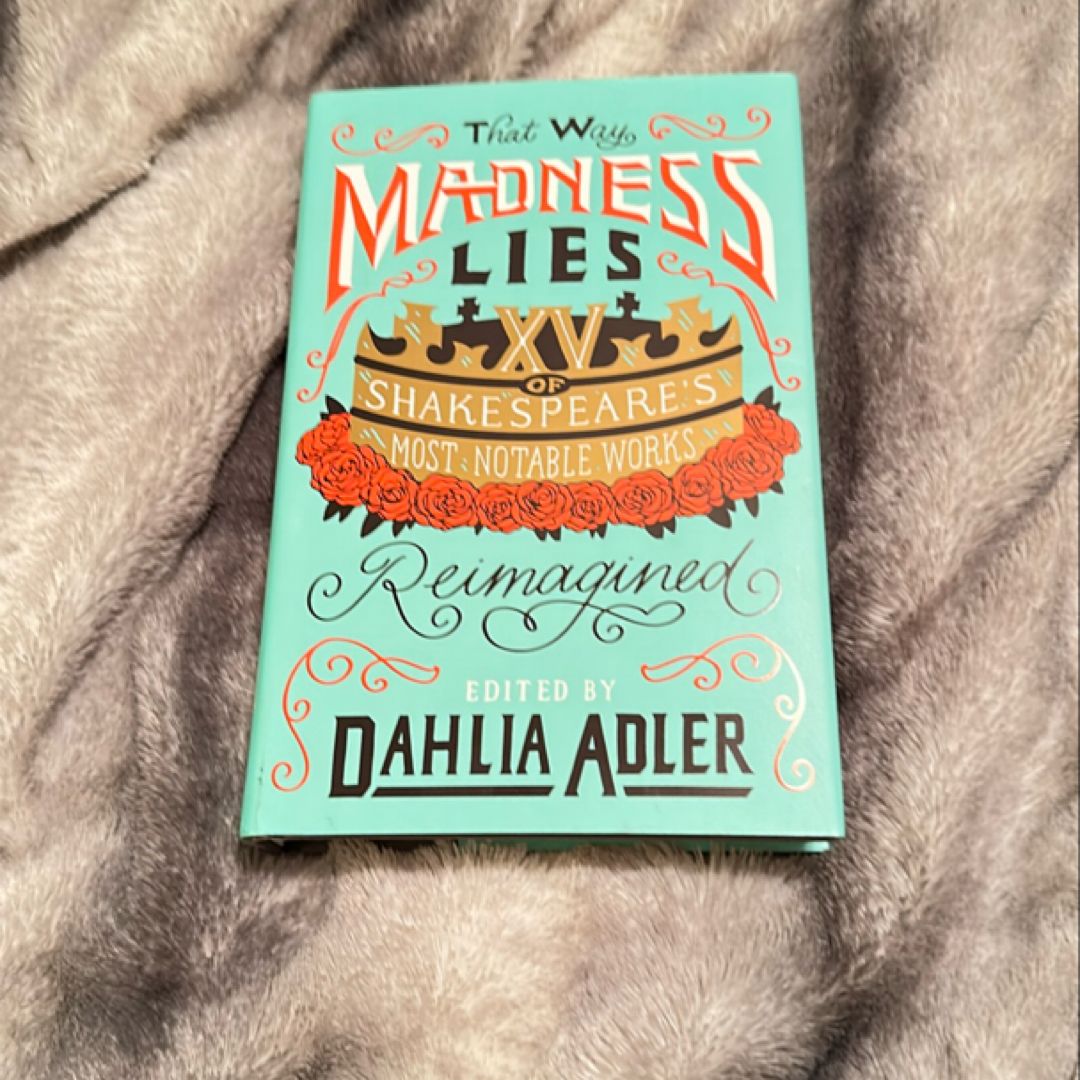 That Way
MADNESS
LIES
XV
OF
SHAKESPEARE'S
MOST NOTABLE WORKS
Reimagined
EDITED BY
DAHLIA ADLER